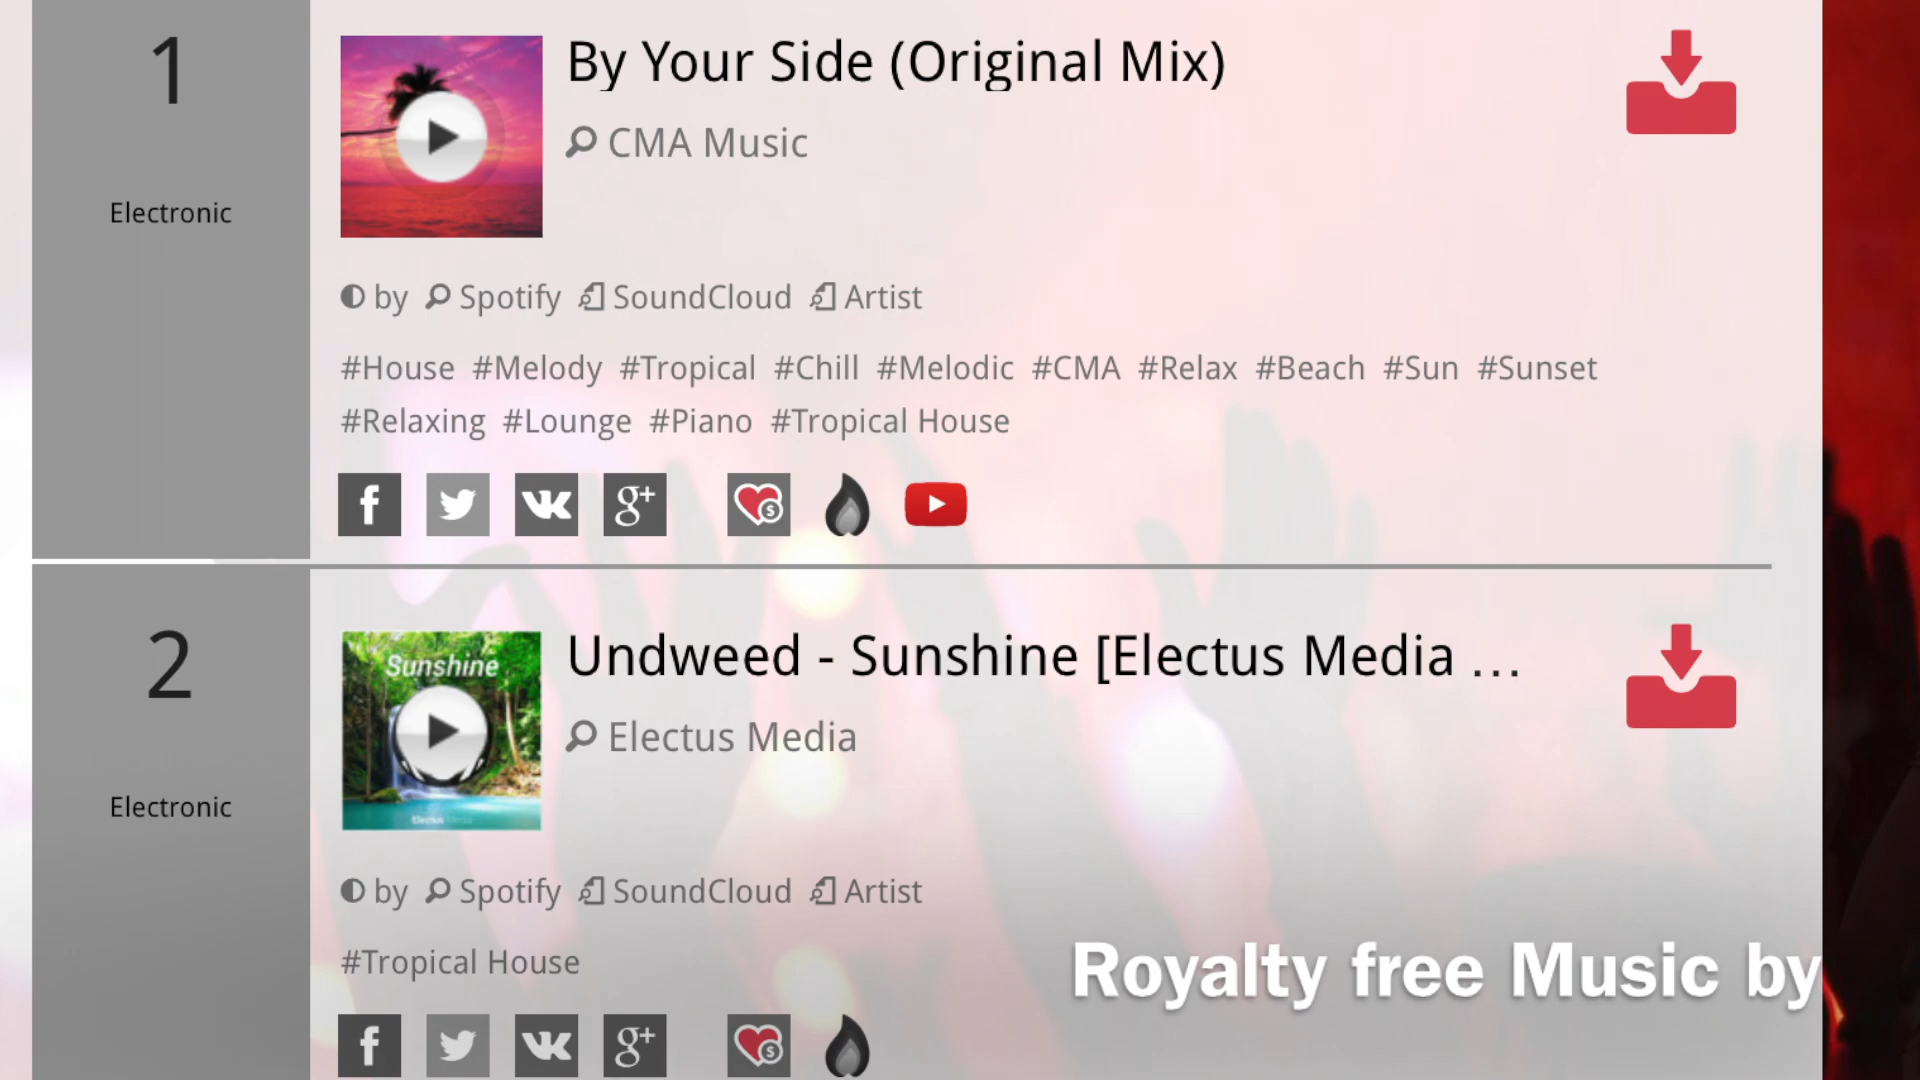 1
Electronic
By Your Side (Original Mix)
CMA Music
by Spotify SoundCloud Artist
#House #Melody #Tropical #Chill #Melodic #CMA #Relax #Beach #Sun #Sunset
#Relaxing #Lounge #Piano #Tropical House
2
Electronic
Sunshine
Electus Media
Undweed - Sunshine [Electus Media ...
Electus Media
by Spotify SoundCloud Artist
#Tropical House
Royalty free Music by